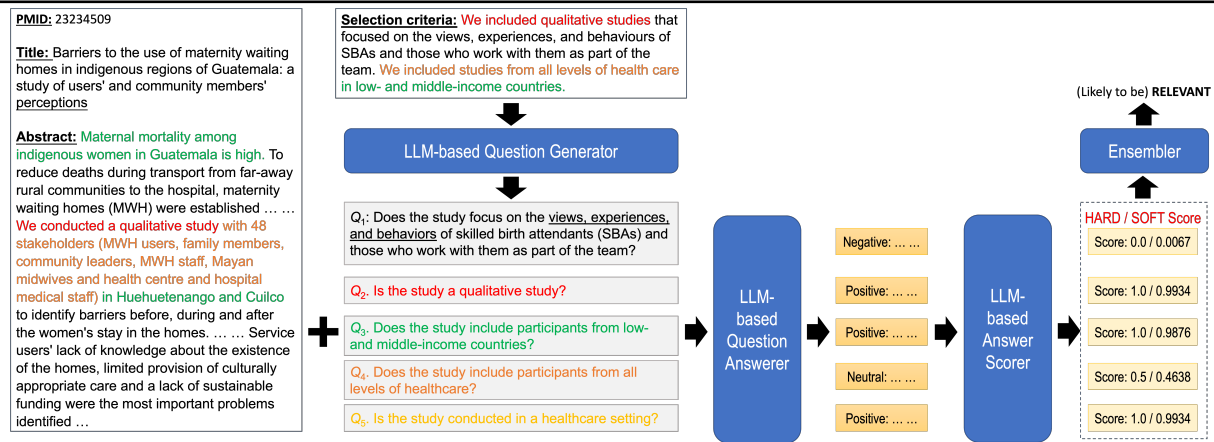 PMID: 23234509
Title: Barriers to the use of maternity waiting
homes in indigenous regions of Guatemala: a
study of users' and community members'
perceptions
Abstract: Maternal mortality among
indigenous women in Guatemala is high. To
reduce deaths during transport from far-away
rural communities to the hospital, maternity
waiting homes (MWH) were established ... ...
We conducted a qualitative study with 48
stakeholders (MWH users, family members,
community leaders, MWH staff, Mayan
midwives and health centre and hospital
medical staff) in Huehuetenango and Cuilco
to identify barriers before, during and after
the women's stay in the homes. ... ... Service
users' lack of knowledge about the existence
of the homes, limited provision of culturally
appropriate care and a lack of sustainable
funding were the most important problems
identified ...
Selection criteria: We included qualitative studies that
focused on the views, experiences, and behaviours of
SBAs and those who work with them as part of the
team. We included studies from all levels of health care
in low- and middle-income countries.
LLM-based Question Generator
Q1: Does the study focus on the views, experiences,
and behaviors of skilled birth attendants (SBAs) and
those who work with them as part of the team?
Q2. Is the study a qualitative study?
Q3. Does the study include participants from low-
and middle-income countries?
Q4. Does the study include participants from all
levels of healthcare?
Q5. Is the study conducted in a healthcare setting?
LLM-
based
Question
Answerer
Negative: ... ...
Positive: ... ...
Positive: ... ...
Neutral: ... ...
Positive: ... ...
LLM-
based
Answer
Scorer
(Likely to be) RELEVANT
Ensembler
HARD / SOFT Score
Score: 0.0 / 0.0067
Score: 1.0 / 0.9934
Score: 1.0 / 0.9876
Score: 0.5 / 0.4638
Score: 1.0 / 0.9934